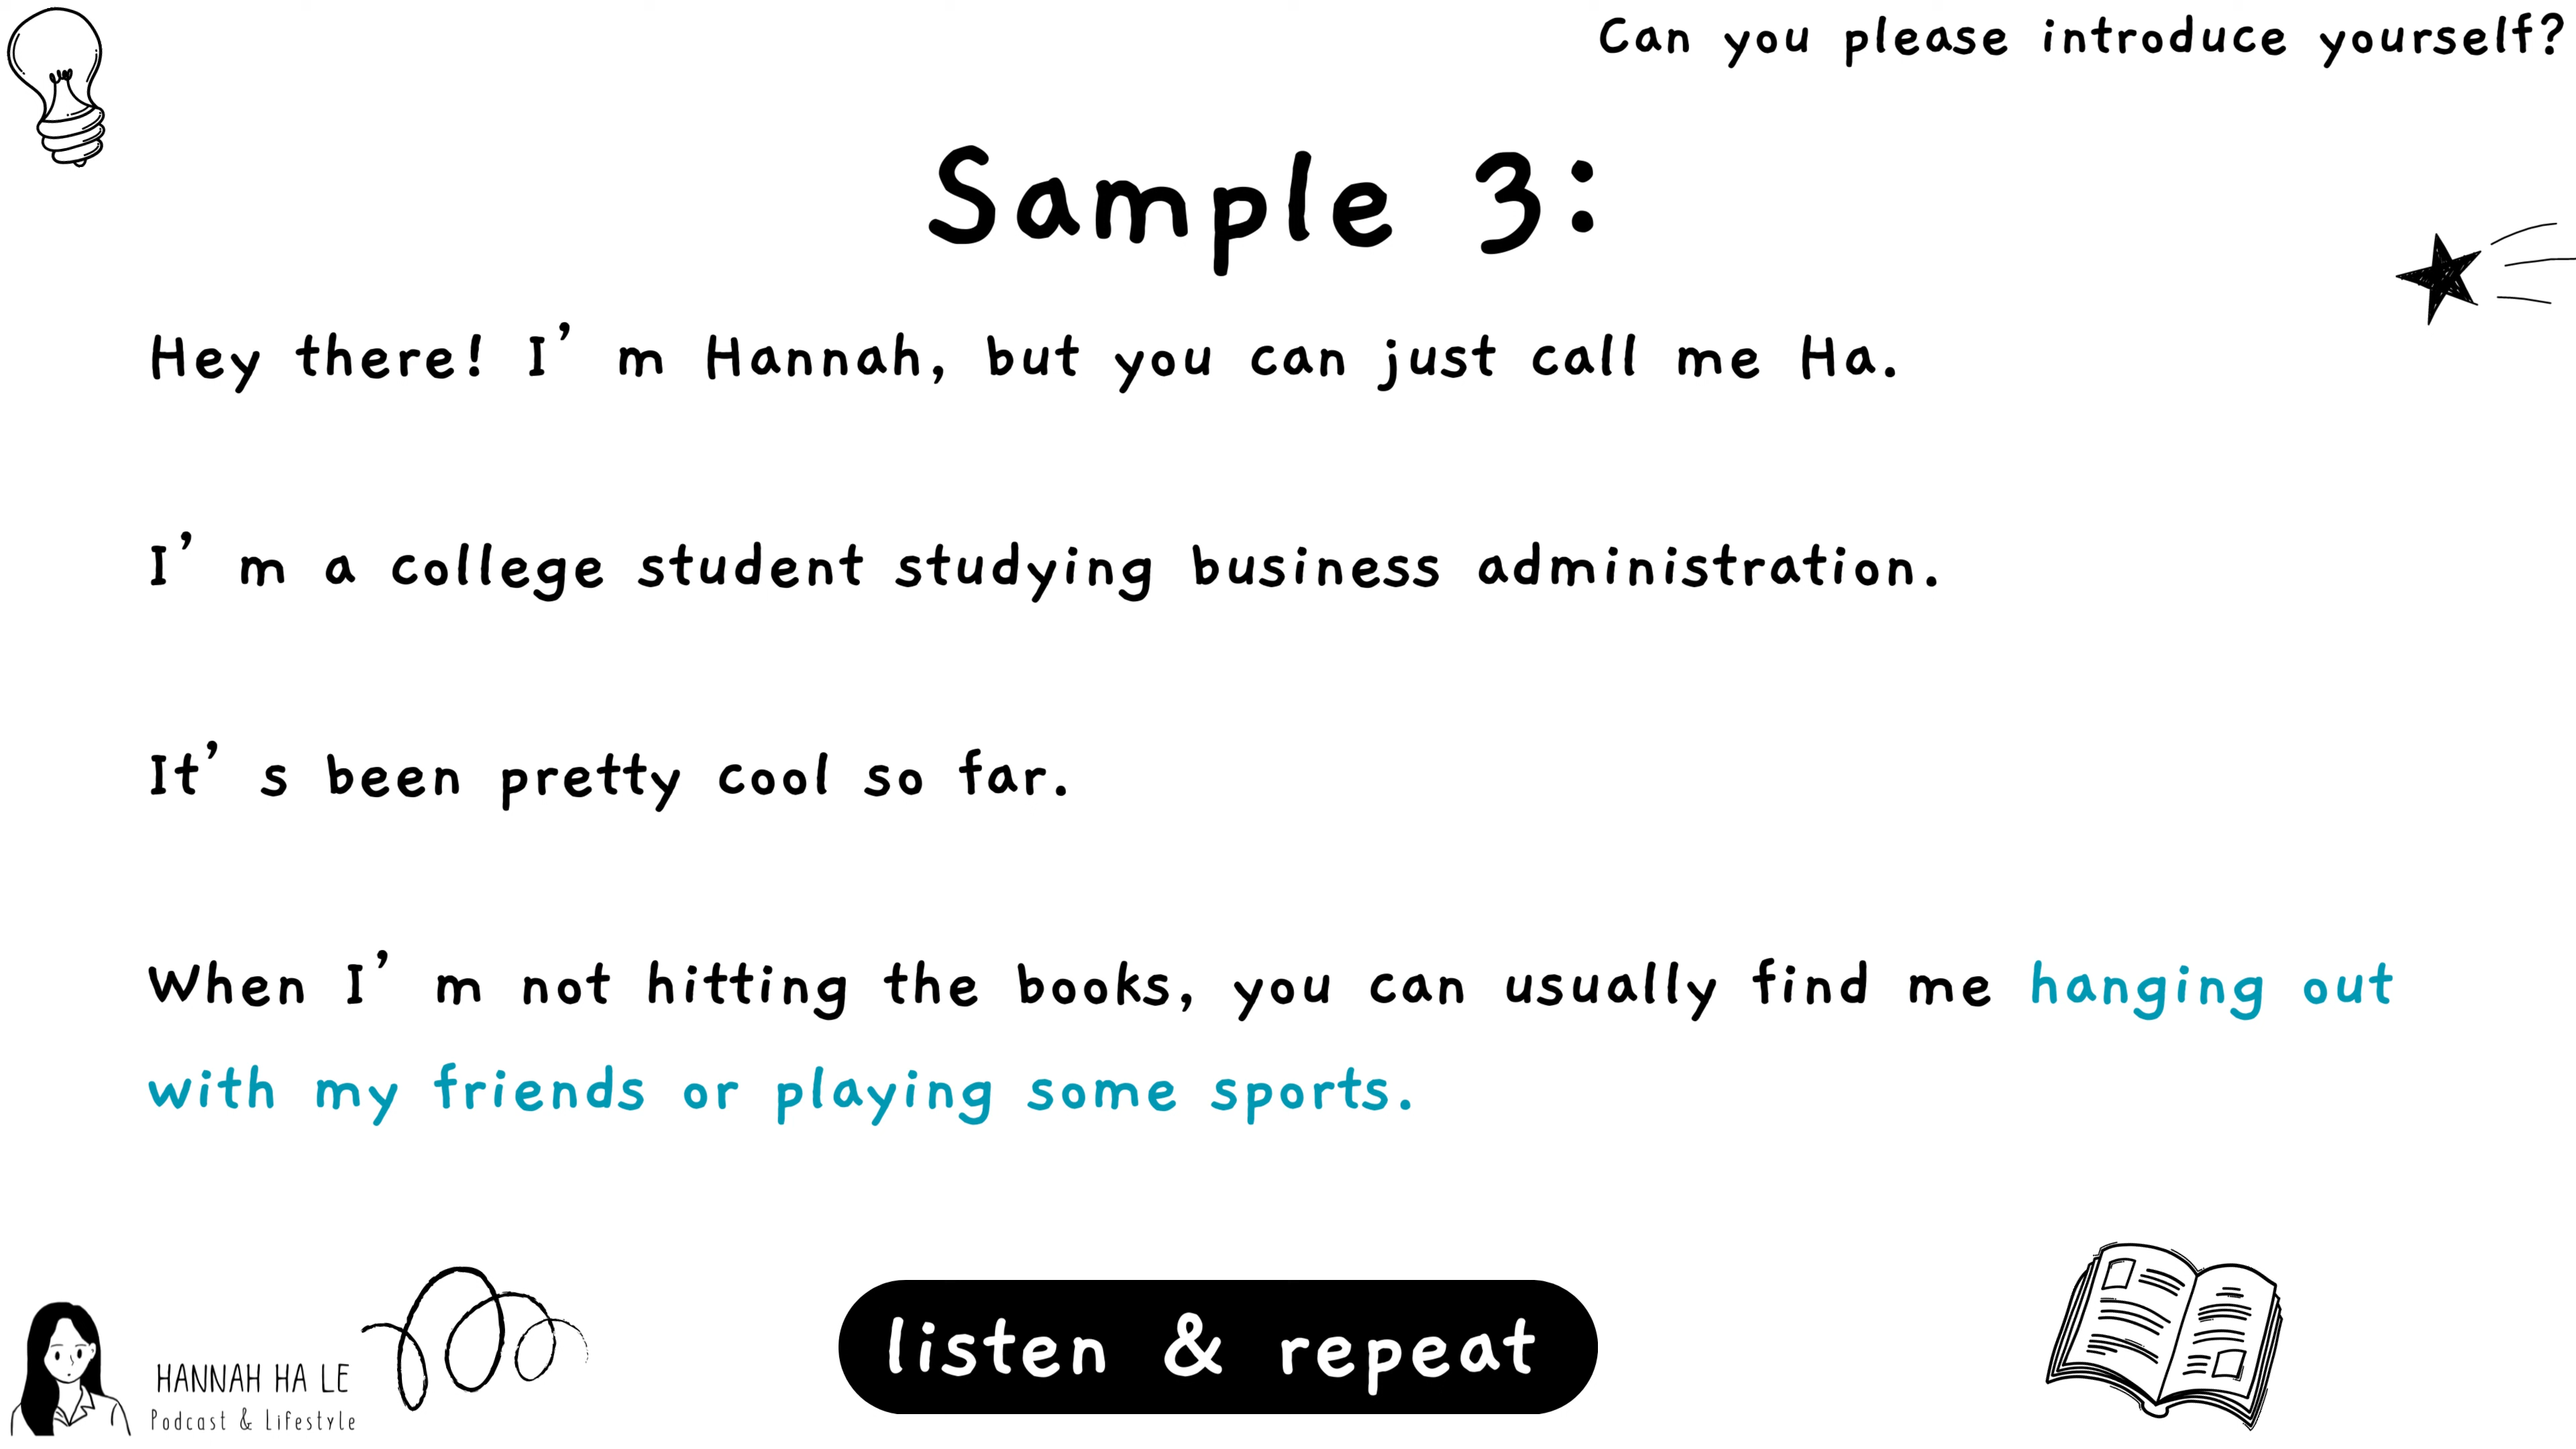 Can you please introduce yourself?
Sample 3:
Hey there! I’m Hannah, but you can just call me Ha.
I’m a college student studying business administration.
It’s been pretty cool so far.
When I’m not hitting the books, you can usually find me hanging out
with my friends or playing some sports.
listen & repeat
HANNAH HA LE
Podcast & Lifestyle